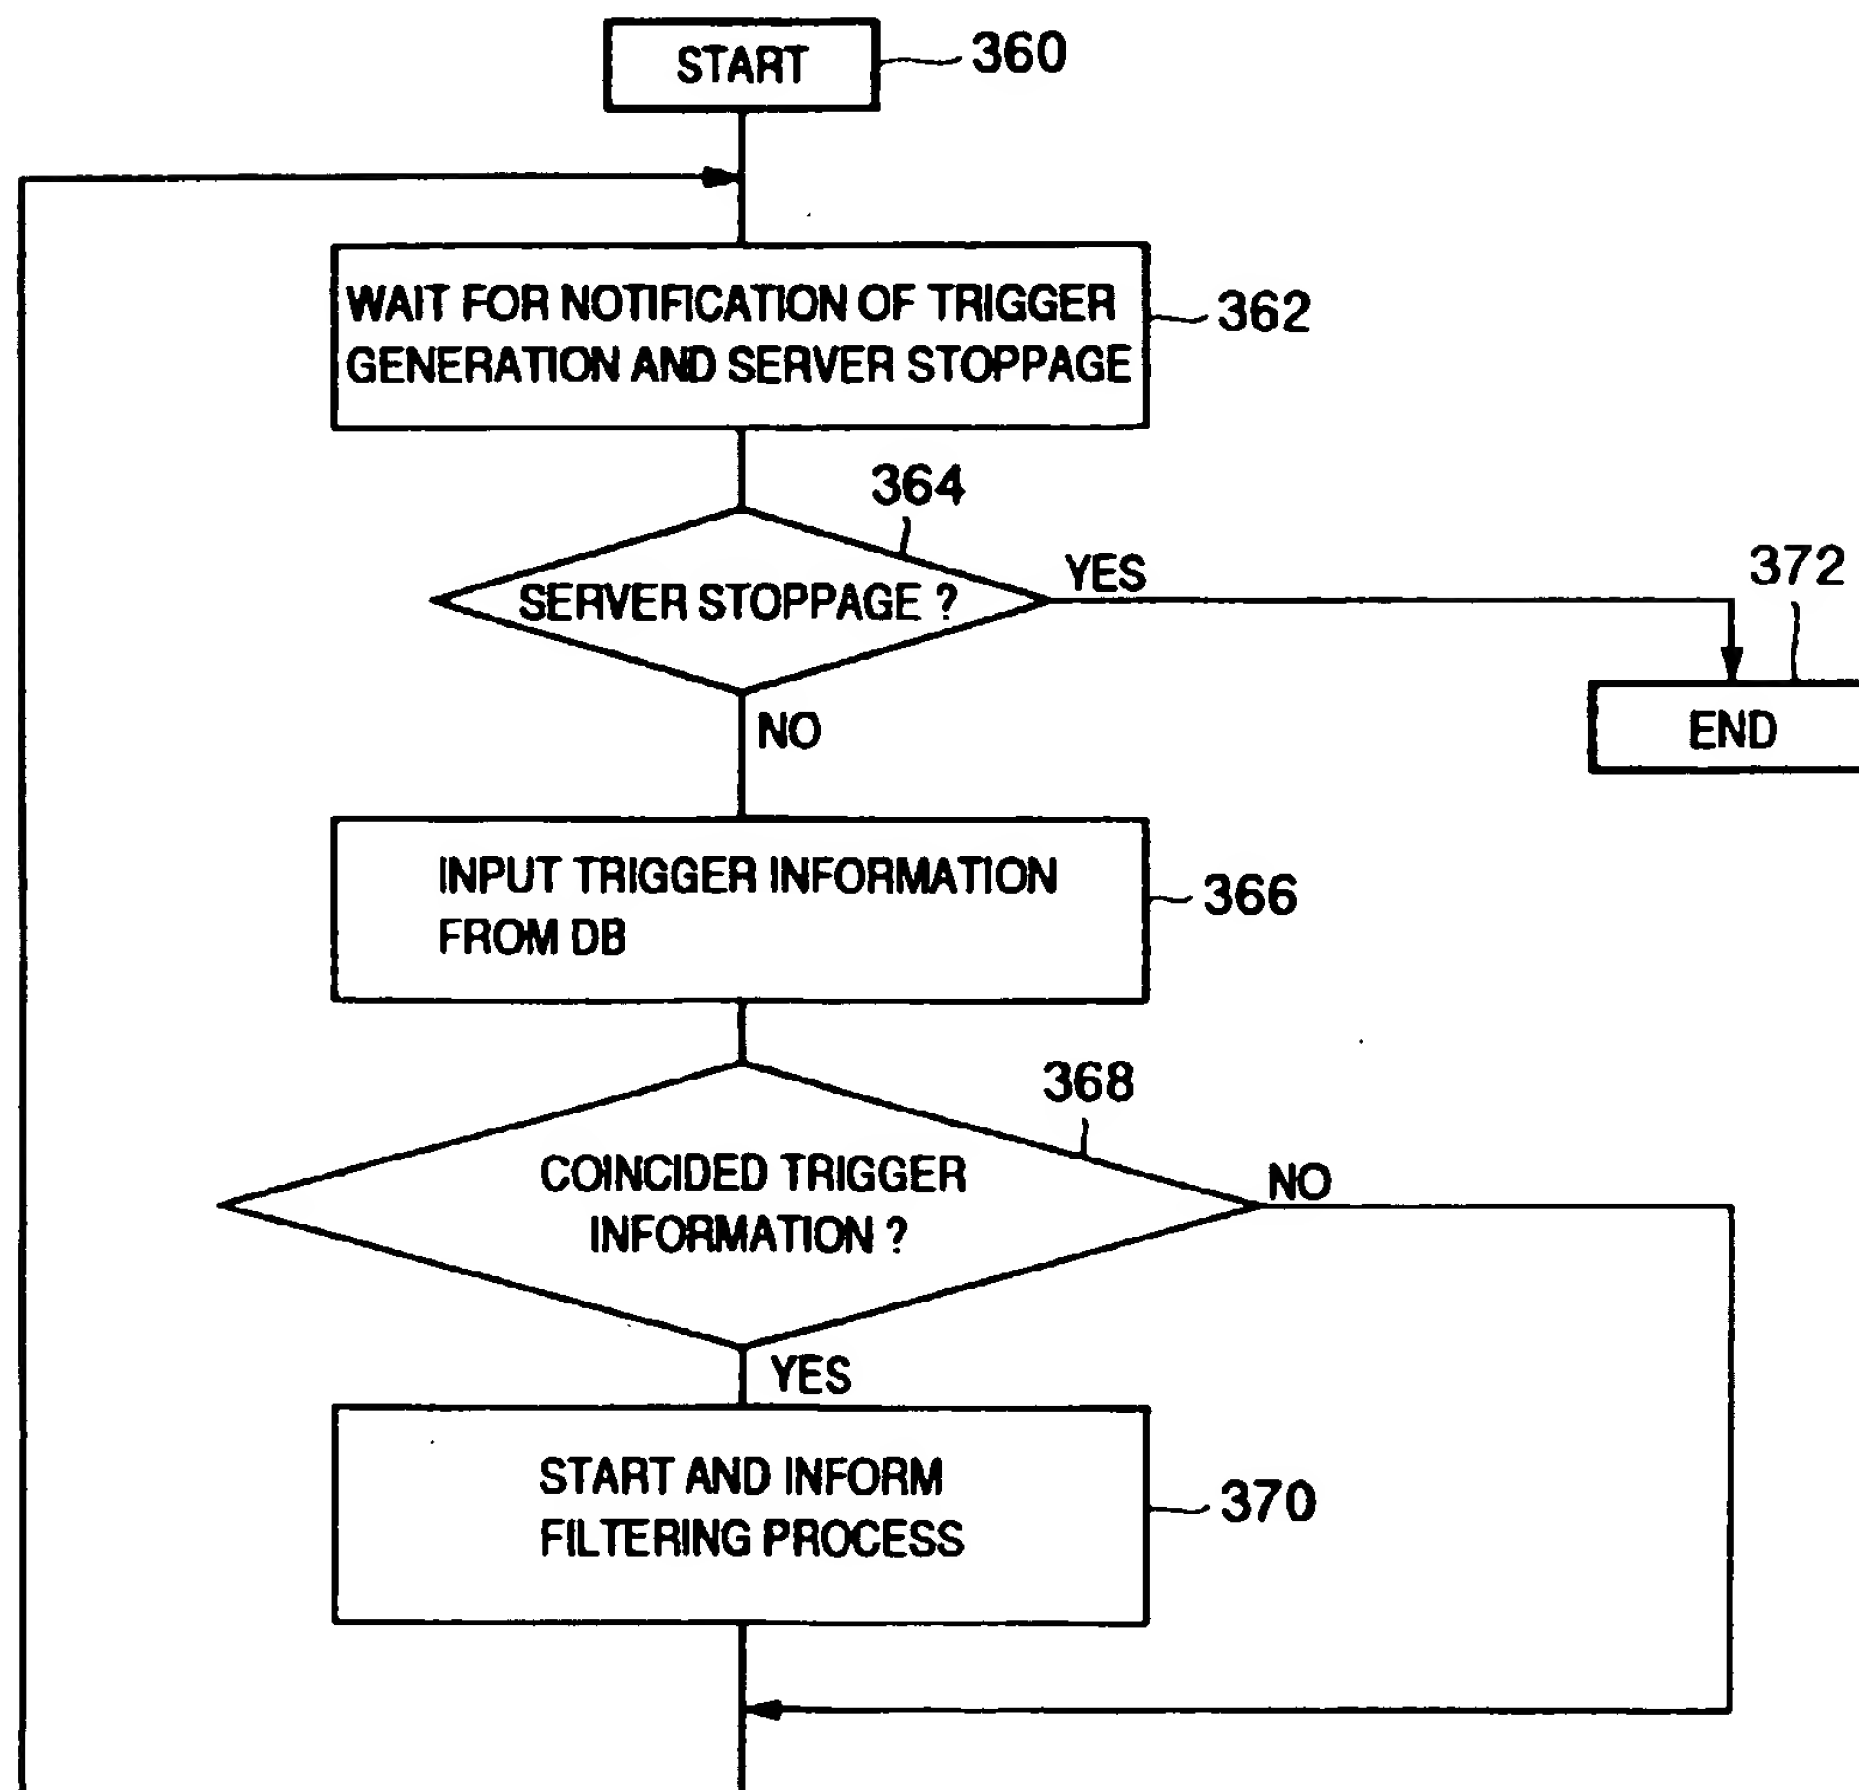 START
360
WAIT FOR NOTIFICATION OF TRIGGER
GENERATION AND SERVER STOPPAGE
362
364
SERVER STOPPAGE ?
YES
372
END
NO
INPUT TRIGGER INFORMATION
FROM DB
366
368
COINCIDED TRIGGER
INFORMATION ?
NO
YES
START AND INFORM
FILTERING PROCESS
370